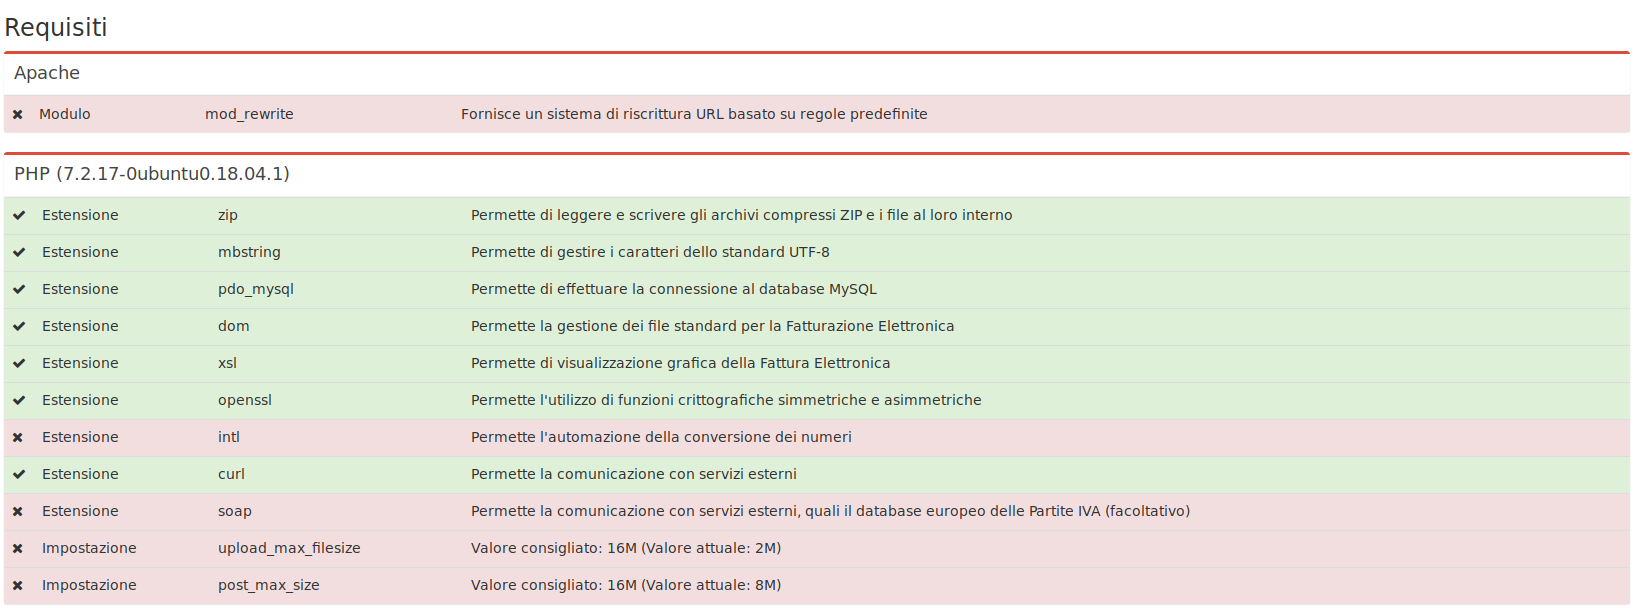 Requisiti
Apache
✖ Modulo mod_rewrite Fornisce un sistema di riscrittura URL basato su regole predefinite
PHP (7.2.17-0ubuntu0.18.04.1)
✔ Estensione zip Permette di leggere e scrivere gli archivi compressi ZIP e i file al loro interno
✔ Estensione mbstring Permette di gestire i caratteri dello standard UTF-8
✔ Estensione pdo_mysql Permette di effettuare la connessione al database MySQL
✔ Estensione dom Permette la gestione dei file standard per la Fatturazione Elettronica
✔ Estensione xsl Permette di visualizzazione grafica della Fattura Elettronica
✔ Estensione openssl Permette l'utilizzo di funzioni crittografiche simmetriche e asimmetriche
✖ Estensione intl Permette l'automazione della conversione dei numeri
✔ Estensione curl Permette la comunicazione con servizi esterni
✖ Estensione soap Permette la comunicazione con servizi esterni, quali il database europeo delle Partite IVA (facoltativo)
✖ Impostazione upload_max_filesize Valore consigliato: 16M (Valore attuale: 2M)
✖ Impostazione post_max_size Valore consigliato: 16M (Valore attuale: 8M)